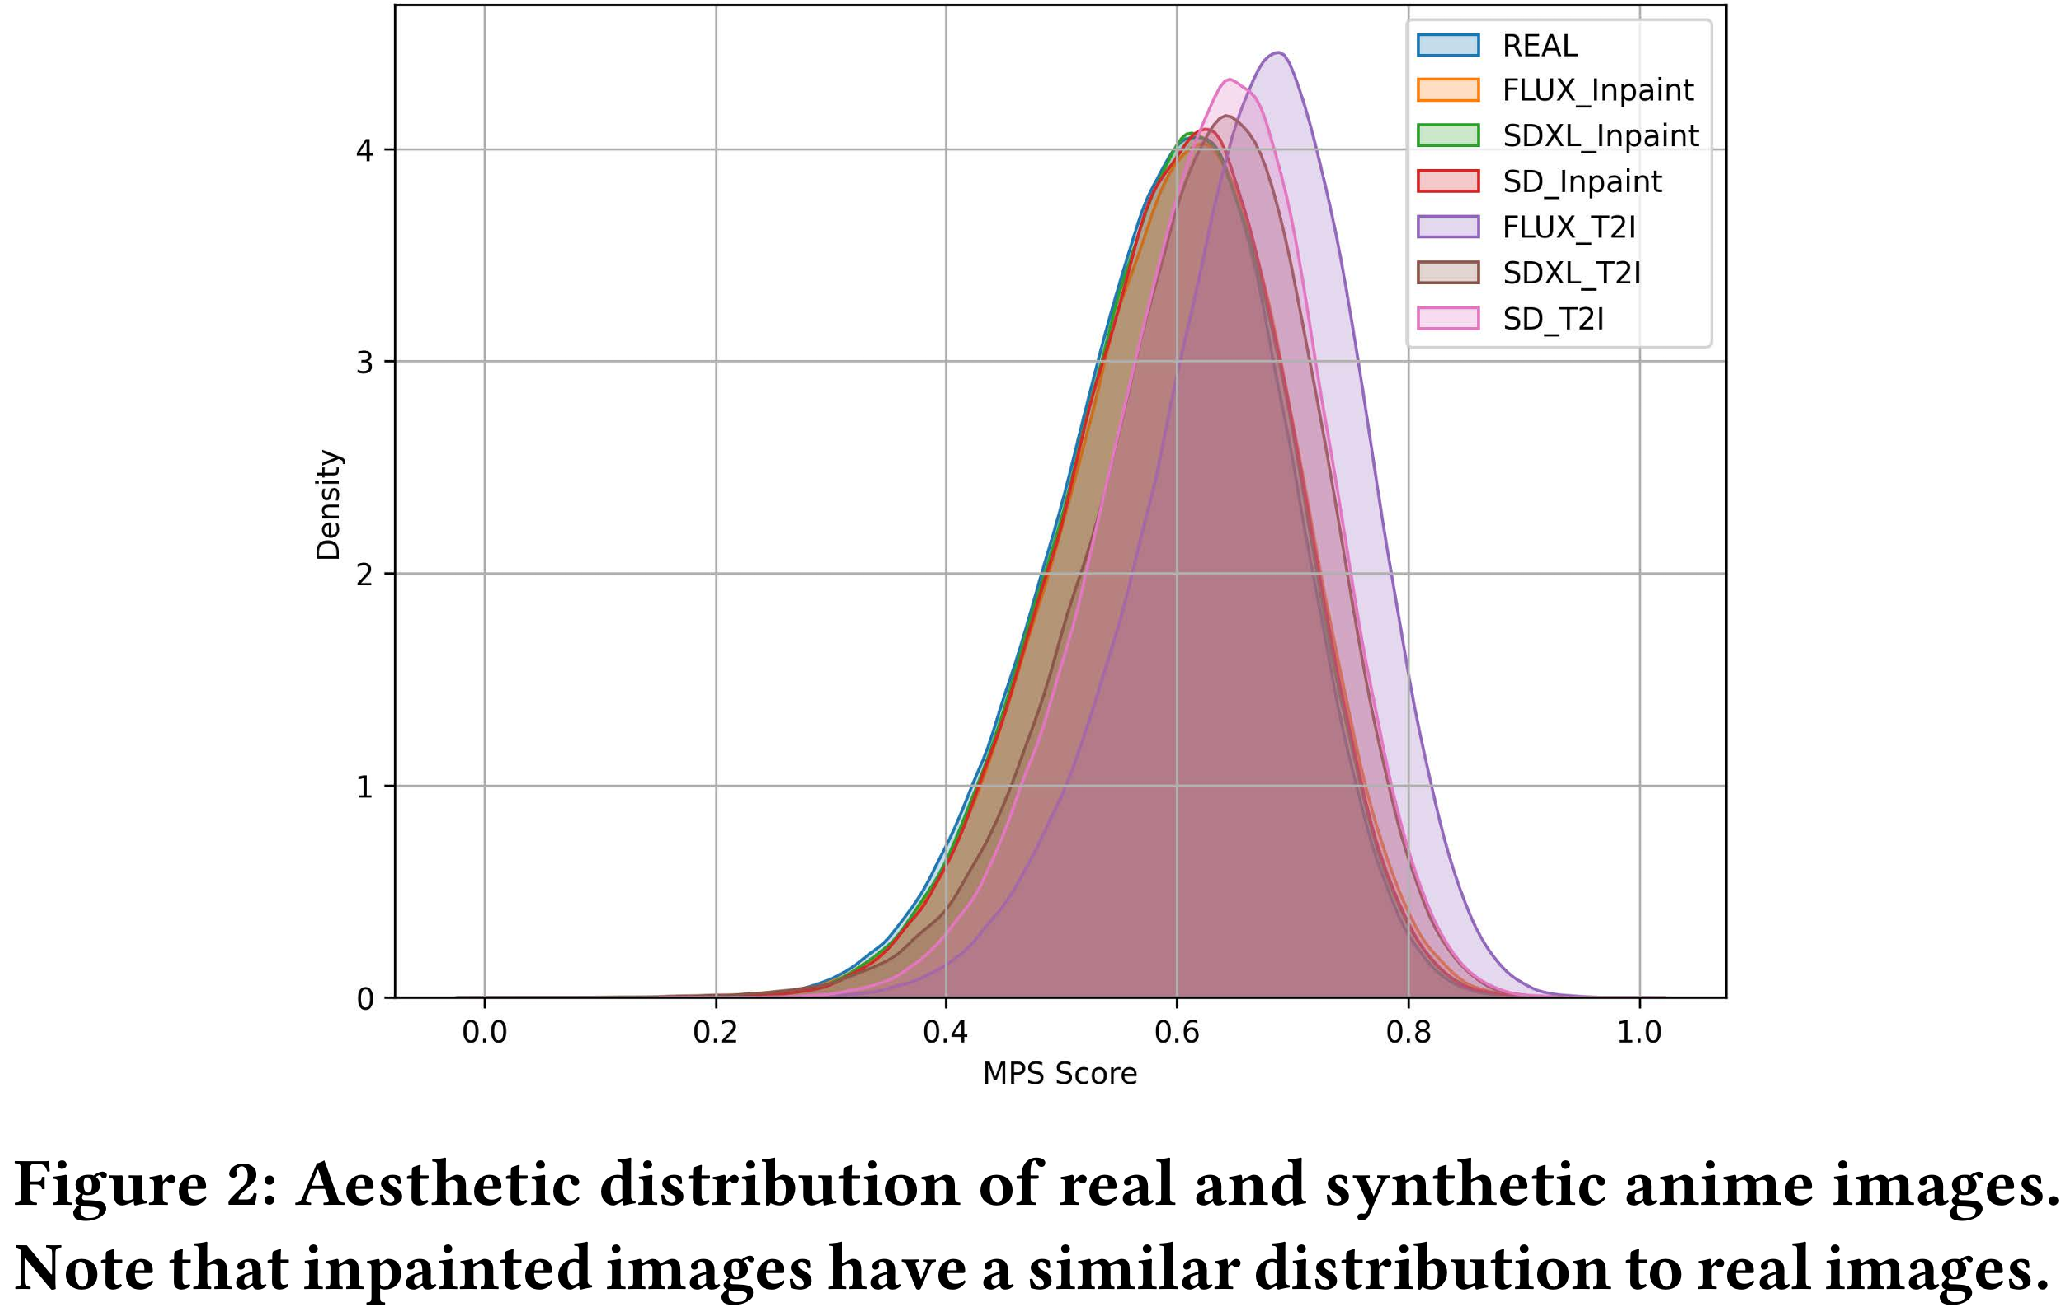 REAL
FLUX_Inpaint
SDXL_Inpaint
SD_Inpaint
FLUX_T2I
SDXL_T2I
SD_T2I
4
3
2
1
0
Density
0.0 0.2 0.4 0.6 0.8 1.0
MPS Score
Figure 2: Aesthetic distribution of real and synthetic anime images.
Note that inpainted images have a similar distribution to real images.